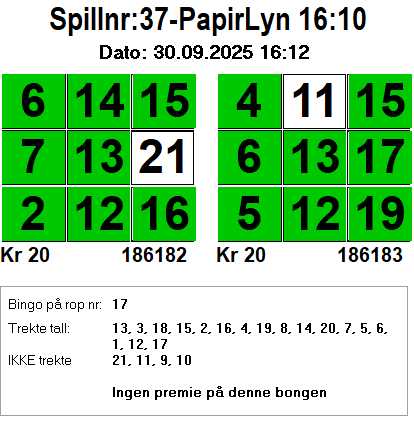 Spillnr:37-PapirLyn 16:10
Dato: 30.09.2025 16:12
6 14 15 4 11 15
7 13 21 6 13 17
2 12 16 5 12 19
Kr 20 186182 Kr 20 186183
Bingo på rop nr: 17
Trekte tall: 13, 3, 18, 15, 2, 16, 4, 19, 8, 14, 20, 7, 5, 6,
1, 12, 17
IKKE trekte 21, 11, 9, 10
Ingen premie på denne bongen